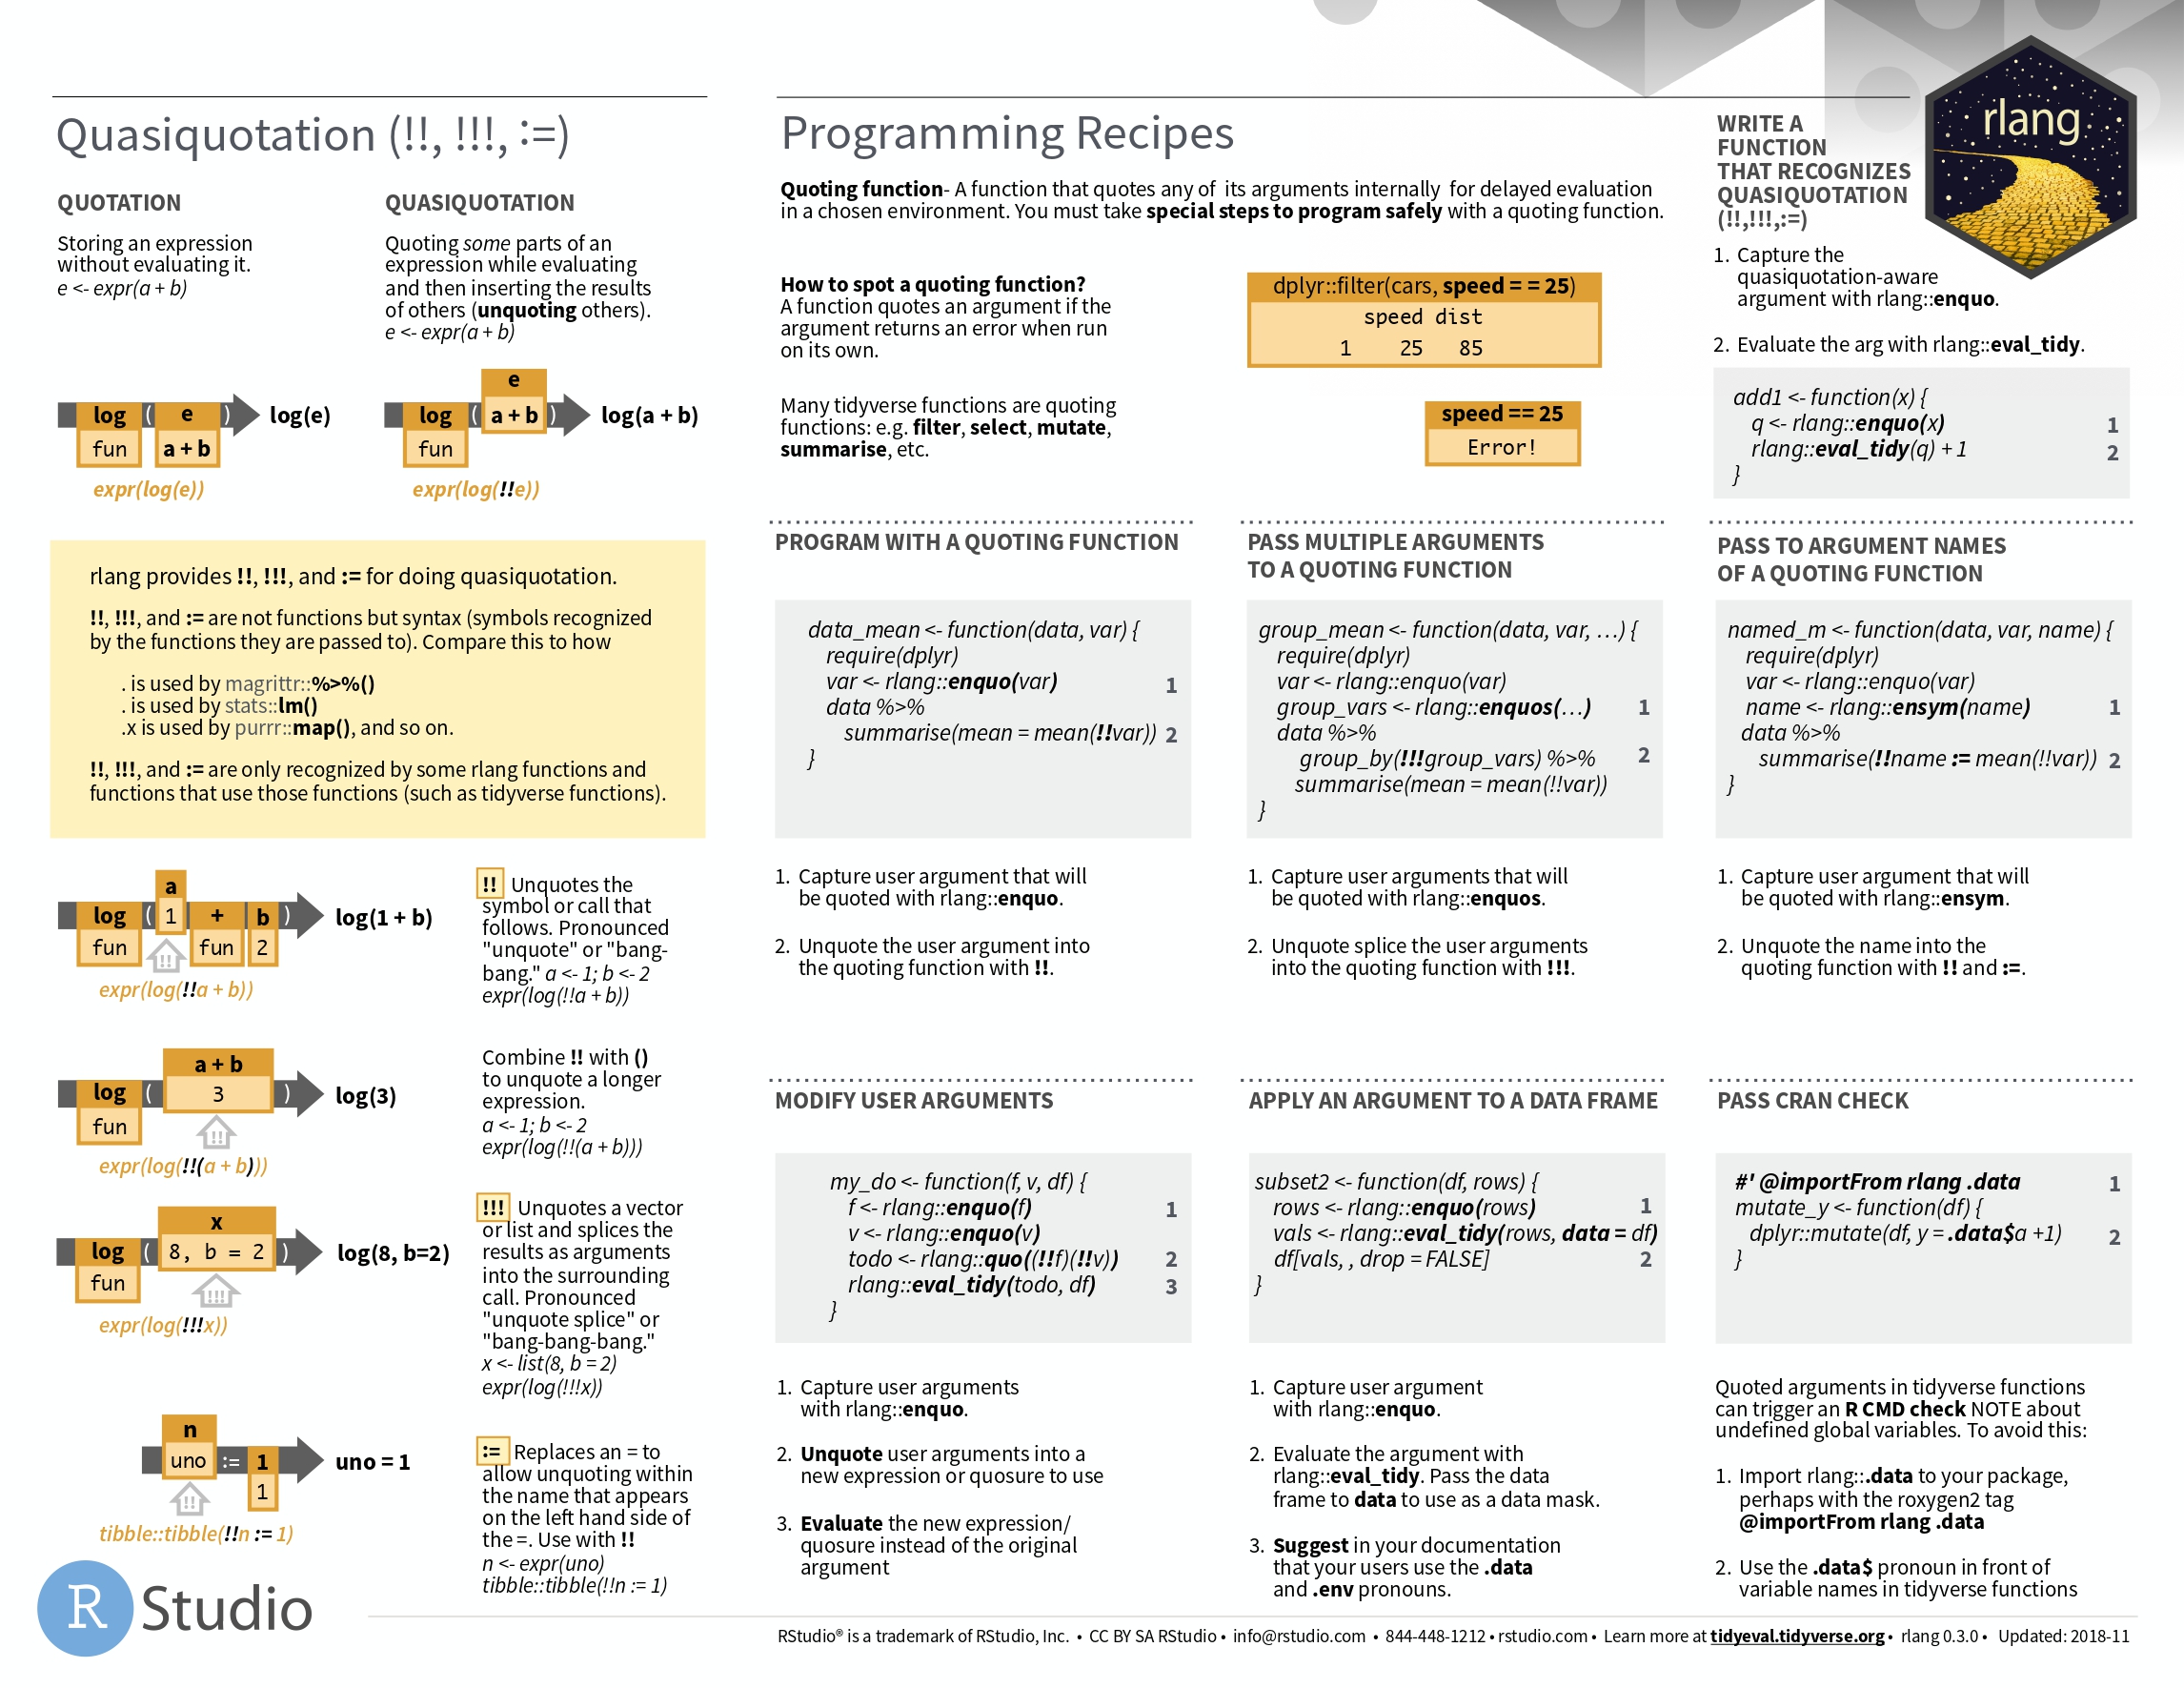 Quasiquotation (!!, !!!, :=)
QUOTATION
Storing an expression
without evaluating it.
e <- expr(a + b)
QUASIQUOTATION
Quoting some parts of an
expression while evaluating
and then inserting the results
of others (unquoting others).
e <- expr(a + b)
log ( e )
fun a + b
log(e)
expr(log(e))
e
log ( a + b )
fun
log(a + b)
expr(log(!!e))
rlang provides !!, !!!, and := for doing quasiquotation.
!!, !!!, and := are not functions but syntax (symbols recognized
by the functions they are passed to). Compare this to how
. is used by magrittr::%>%()
. is used by stats::lm()
.x is used by purrr::map(), and so on.
!!, !!!, and := are only recognized by some rlang functions and
functions that use those functions (such as tidyverse functions).
a
log ( 1 + b )
fun !! fun 2
log(1 + b)
expr(log(!!a + b))
!! Unquotes the
symbol or call that
follows. Pronounced
"unquote" or "bang-
bang." a <- 1; b <- 2
expr(log(!!a + b))
a + b
log ( 3 )
fun !!
log(3)
expr(log(!!(a + b)))
Combine !! with ()
to unquote a longer
expression.
a <- 1; b <- 2
expr(log(!!(a + b)))
x
log ( 8, b = 2 )
fun !!!
log(8, b=2)
expr(log(!!!x))
!!! Unquotes a vector
or list and splices the
results as arguments
into the surrounding
call. Pronounced
"unquote splice" or
"bang-bang-bang."
x <- list(8, b = 2)
expr(log(!!!x))
n
uno := 1
!! 1
uno = 1
tibble::tibble(!!n := 1)
:= Replaces an = to
allow unquoting within
the name that appears
on the left hand side of
the =. Use with !!
n <- expr(uno)
tibble::tibble(!!n := 1)
Programming Recipes
Quoting function- A function that quotes any of its arguments internally for delayed evaluation
in a chosen environment. You must take special steps to program safely with a quoting function.
How to spot a quoting function?
A function quotes an argument if the
argument returns an error when run
on its own.
Many tidyverse functions are quoting
functions: e.g. filter, select, mutate,
summarise, etc.
dplyr::filter(cars, speed = = 25)
speed dist
1 25 85
speed == 25
Error!
rlang
WRITE A
FUNCTION
THAT RECOGNIZES
QUASIQUOTATION
(!!,!!!,:=)
1. Capture the
quasiquotation-aware
argument with rlang::enquo.
2. Evaluate the arg with rlang::eval_tidy.
add1 <- function(x) {
q <- rlang::enquo(x) 1
rlang::eval_tidy(q) + 1 2
}
PROGRAM WITH A QUOTING FUNCTION
data_mean <- function(data, var) {
require(dplyr)
var <- rlang::enquo(var) 1
data %>%
summarise(mean = mean(!!var)) 2
}
1. Capture user argument that will
be quoted with rlang::enquo.
2. Unquote the user argument into
the quoting function with !!.
PASS MULTIPLE ARGUMENTS
TO A QUOTING FUNCTION
group_mean <- function(data, var, …) {
require(dplyr)
var <- rlang::enquo(var)
group_vars <- rlang::enquos(…) 1
data %>%
group_by(!!!group_vars) %>% 2
summarise(mean = mean(!!var))
}
1. Capture user arguments that will
be quoted with rlang::enquos.
2. Unquote splice the user arguments
into the quoting function with !!!.
PASS TO ARGUMENT NAMES
OF A QUOTING FUNCTION
named_m <- function(data, var, name) {
require(dplyr)
var <- rlang::enquo(var)
name <- rlang::ensym(name) 1
data %>%
summarise(!!name := mean(!!var)) 2
}
1. Capture user argument that will
be quoted with rlang::ensym.
2. Unquote the name into the
quoting function with !! and :=.
MODIFY USER ARGUMENTS
my_do <- function(f, v, df) {
f <- rlang::enquo(f) 1
v <- rlang::enquo(v)
todo <- rlang::quo((!!f)(!!v)) 2
rlang::eval_tidy(todo, df) 3
}
1. Capture user arguments
with rlang::enquo.
2. Unquote user arguments into a
new expression or quosure to use
3. Evaluate the new expression/
quosure instead of the original
argument
APPLY AN ARGUMENT TO A DATA FRAME
subset2 <- function(df, rows) {
rows <- rlang::enquo(rows) 1
vals <- rlang::eval_tidy(rows, data = df)
df[vals, , drop = FALSE] 2
}
1. Capture user argument
with rlang::enquo.
2. Evaluate the argument with
rlang::eval_tidy. Pass the data
frame to data to use as a data mask.
3. Suggest in your documentation
that your users use the .data
and .env pronouns.
PASS CRAN CHECK
#' @importFrom rlang .data 1
mutate_y <- function(df) {
dplyr::mutate(df, y = .data$a +1) 2
}
Quoted arguments in tidyverse functions
can trigger an R CMD check NOTE about
undefined global variables. To avoid this:
1. Import rlang::.data to your package,
perhaps with the roxygen2 tag
@importFrom rlang .data
2. Use the .data$ pronoun in front of
variable names in tidyverse functions
R Studio
RStudio® is a trademark of RStudio, Inc. • CC BY SA RStudio • info@rstudio.com • 844-448-1212 • rstudio.com • Learn more at tidyeval.tidyverse.org • rlang 0.3.0 • Updated: 2018-11